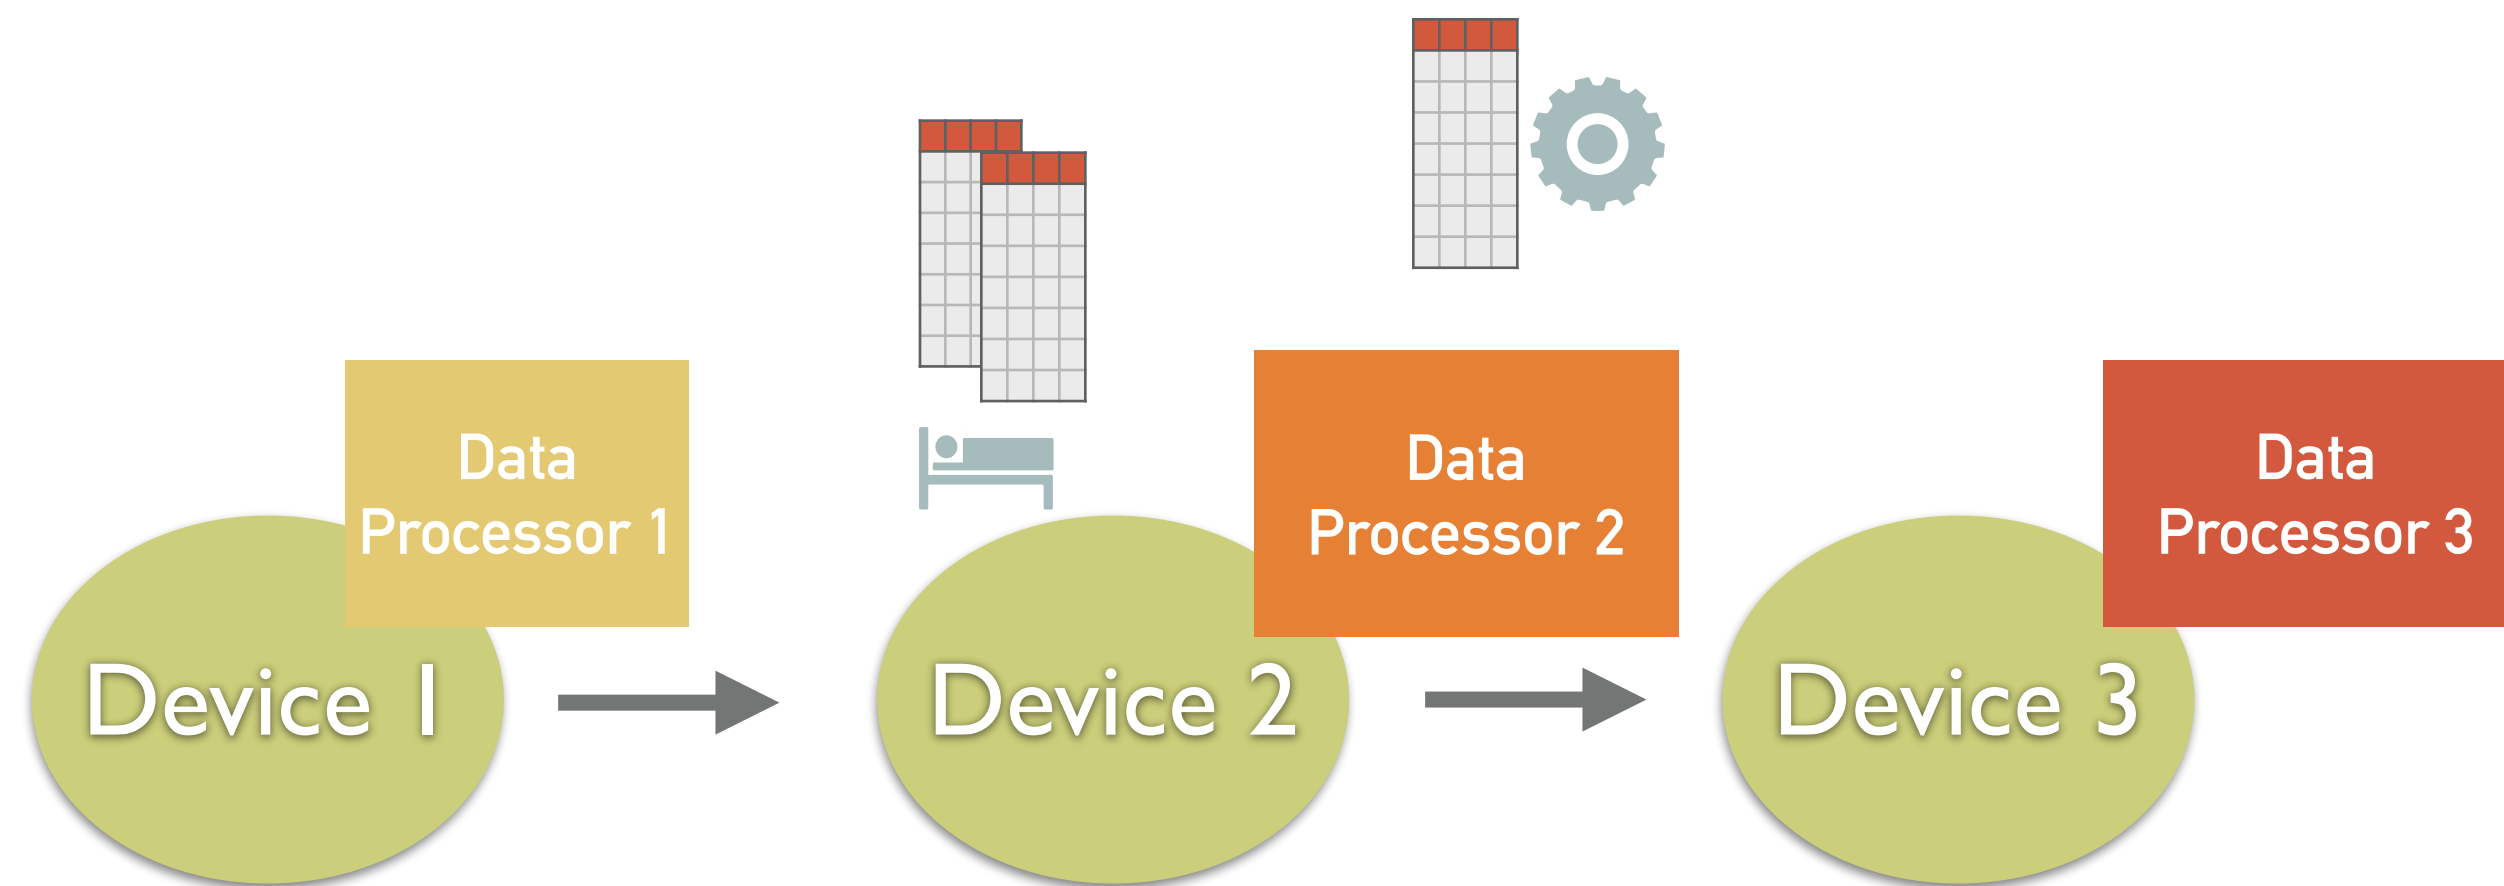 Data
Processor 1
Data
Processor 2
Data
Processor 3
Device 1
Device 2
Device 3